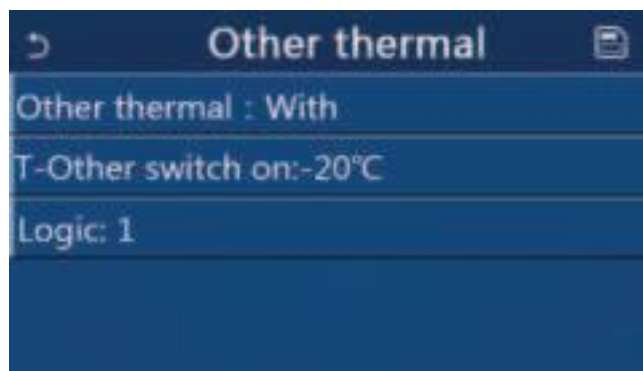 Other thermal
Other thermal : With
T-Other switch on:-20℃
Logic: 1